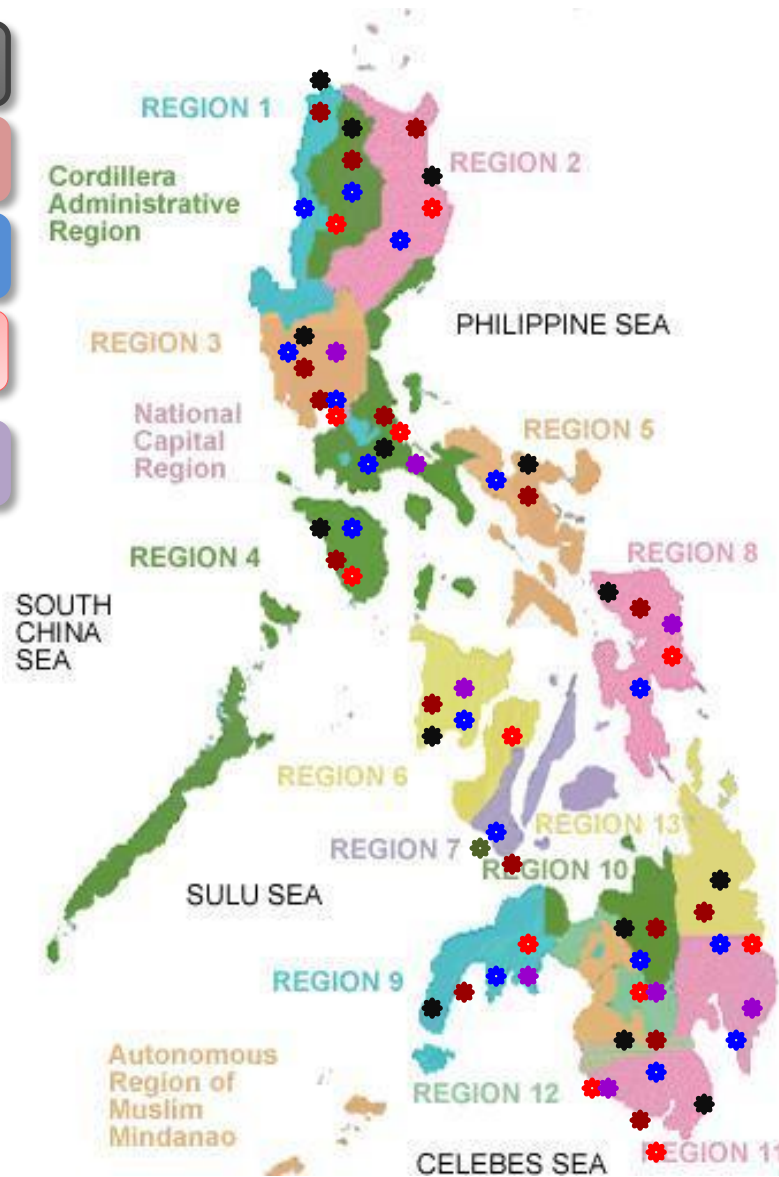 REGION 1
REGION 2
Cordillera
Administrative
Region
PHILIPPINE SEA
REGION 3
National
Capital
Region
REGION 5
REGION 4
REGION 8
SOUTH
CHINA
SEA
REGION 6
REGION 13
REGION 7
REGION 10
SULU SEA
REGION 9
Autonomous
Region of
Muslim
Mindanao
REGION 12
CELEBES SEA
REGION 11